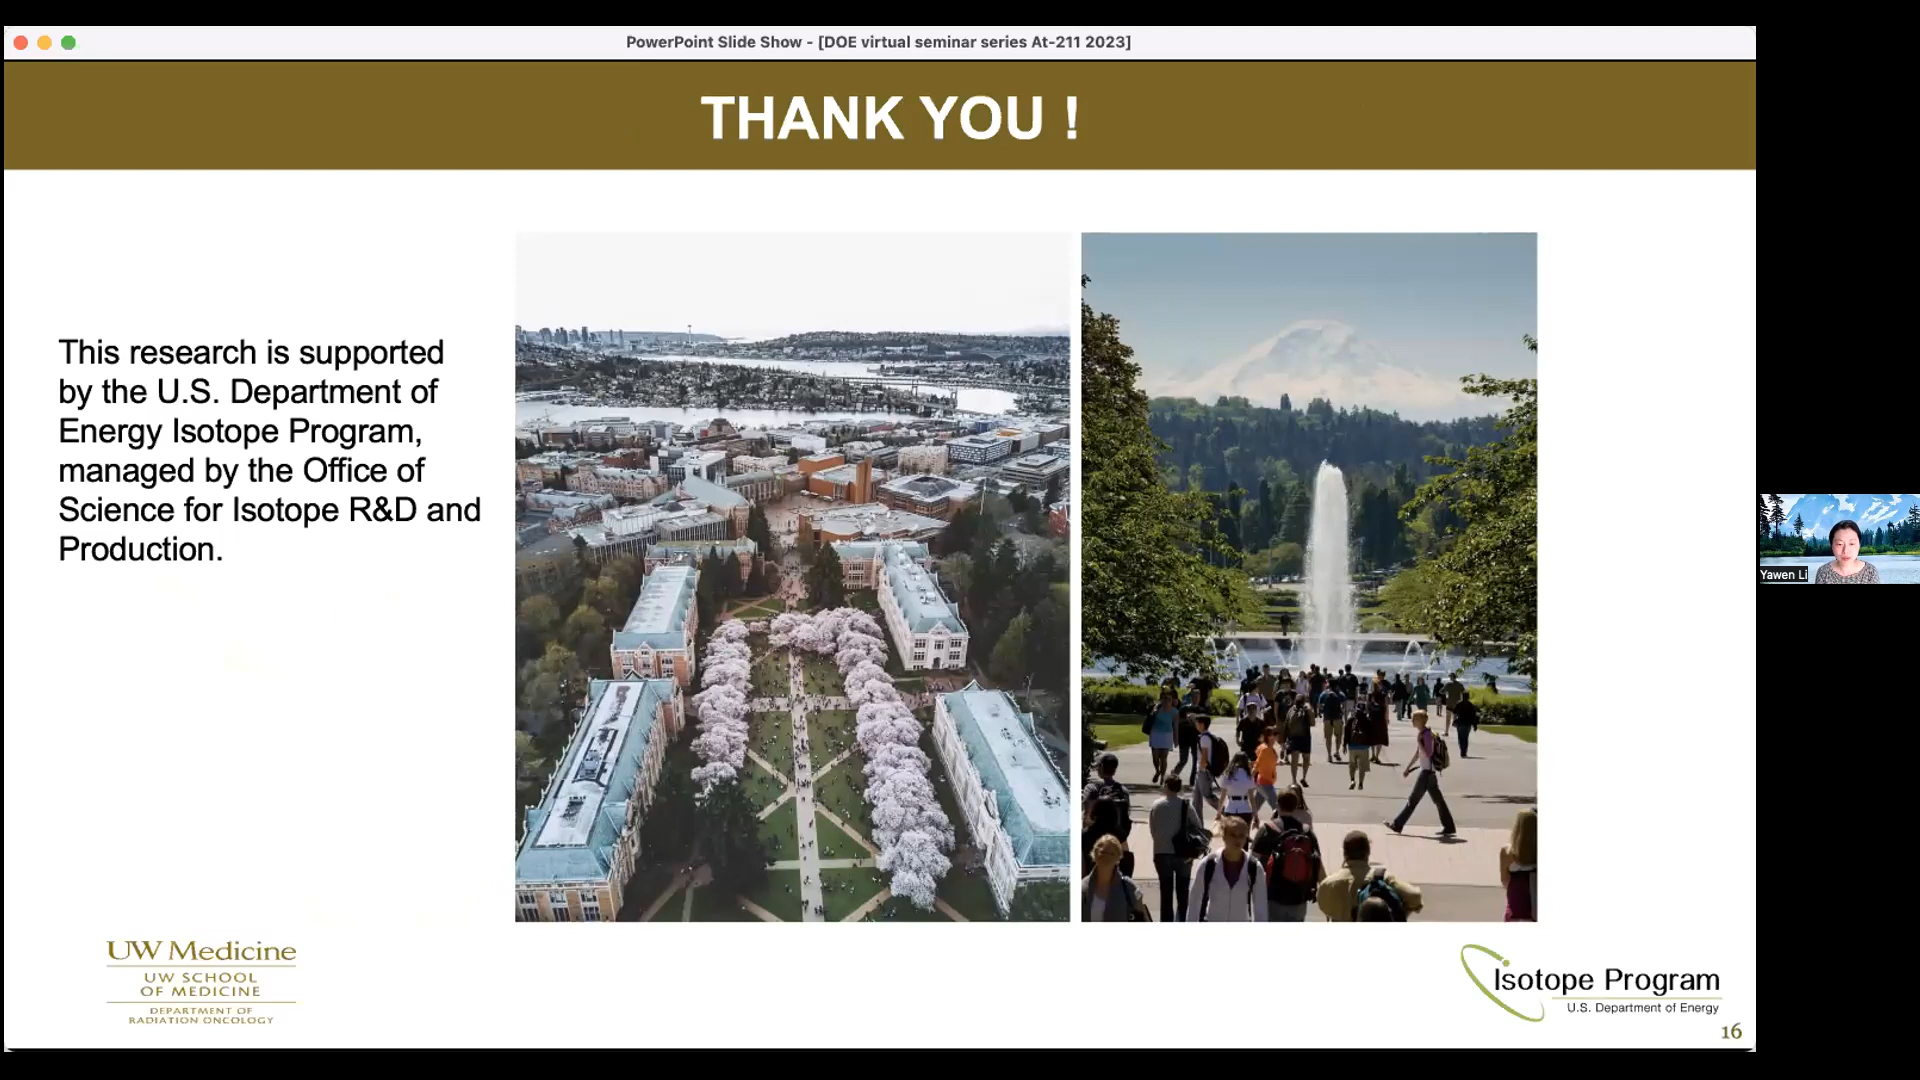 PowerPoint Slide Show - [DOE virtual seminar series At-211 2023]
THANK YOU !
This research is supported
by the U.S. Department of
Energy Isotope Program,
managed by the Office of
Science for Isotope R&D and
Production.
Yawen Li
UW Medicine
UW SCHOOL
OF MEDICINE
DEPARTMENT OF
RADIATION ONCOLOGY
Isotope Program
U.S. Department of Energy
16